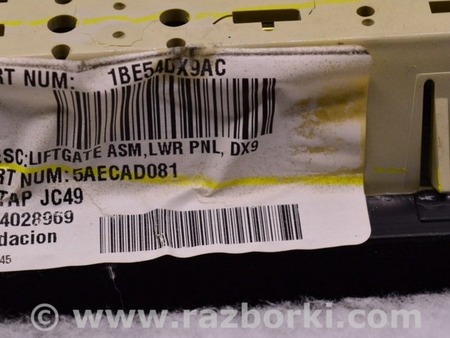 RT NUM: 1BE54DX9AC
SC:LIFTGATE ASM,LWR PNL, DX9
RT NUM:5AECAD081
TAP JC49
4028969
dacion
45
© www.razborki.com